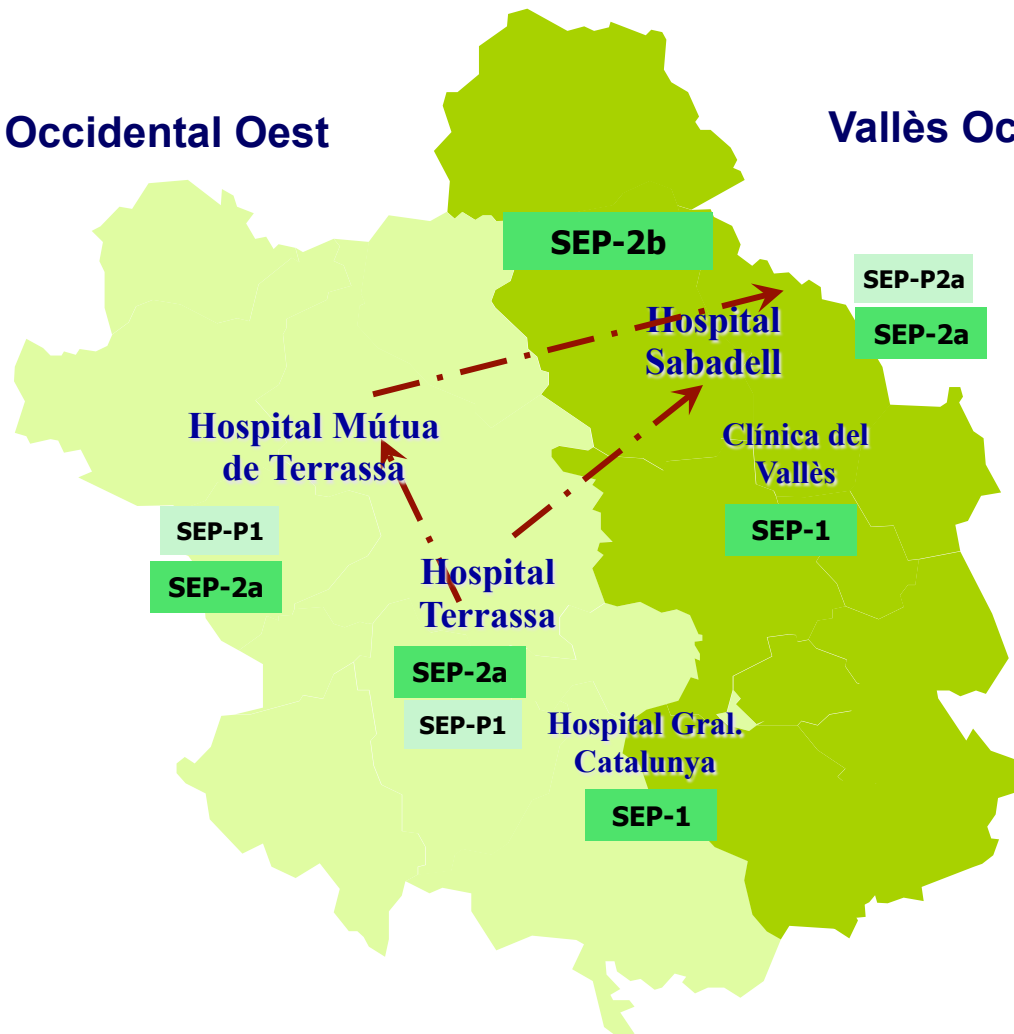 Occidental Oest
Vallès Oc
SEP-2b
SEP-P2a
SEP-2a
Hospital
Sabadell
Hospital Mútua
de Terrassa
Clínica del
Vallès
SEP-P1
SEP-1
SEP-2a
Hospital
Terrassa
SEP-2a
SEP-P1
Hospital Gral.
Catalunya
SEP-1